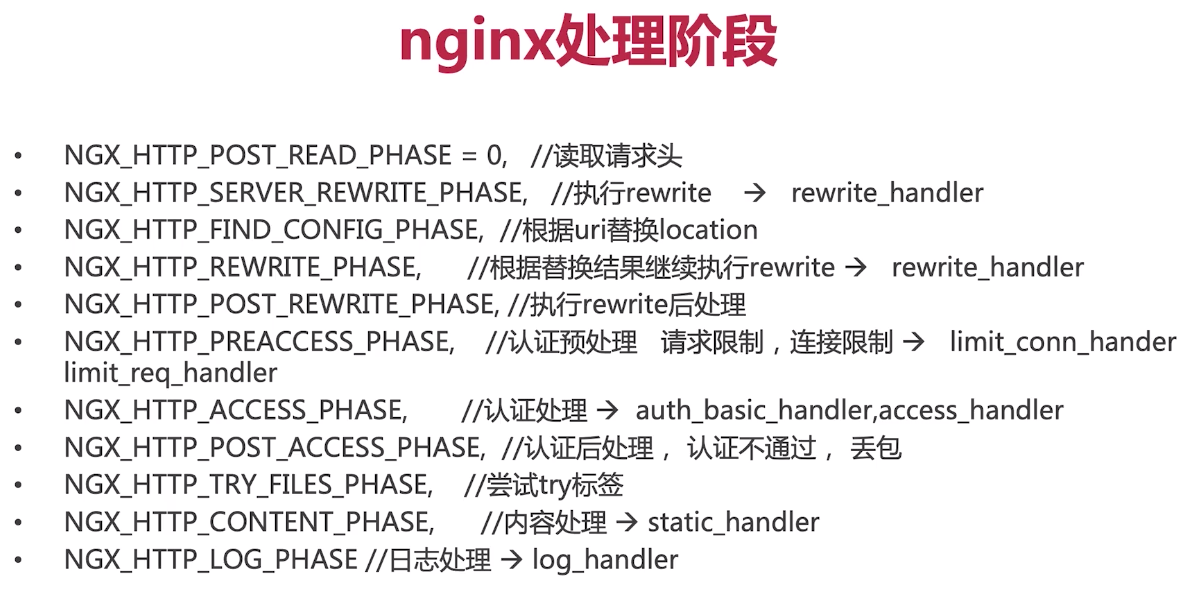 nginx处理阶段
• NGX_HTTP_POST_READ_PHASE = 0, //读取请求头
• NGX_HTTP_SERVER_REWRITE_PHASE, //执行rewrite → rewrite_handler
• NGX_HTTP_FIND_CONFIG_PHASE, //根据uri替换location
• NGX_HTTP_REWRITE_PHASE, //根据替换结果继续执行rewrite → rewrite_handler
• NGX_HTTP_POST_REWRITE_PHASE, //执行rewrite后处理
• NGX_HTTP_PREACCESS_PHASE, //认证预处理 请求限制，连接限制 → limit_conn_hander
limit_req_handler
• NGX_HTTP_ACCESS_PHASE, //认证处理 → auth_basic_handler,access_handler
• NGX_HTTP_POST_ACCESS_PHASE, //认证后处理， 认证不通过， 丢包
• NGX_HTTP_TRY_FILES_PHASE, //尝试try标签
• NGX_HTTP_CONTENT_PHASE, //内容处理 → static_handler
• NGX_HTTP_LOG_PHASE //日志处理 → log_handler